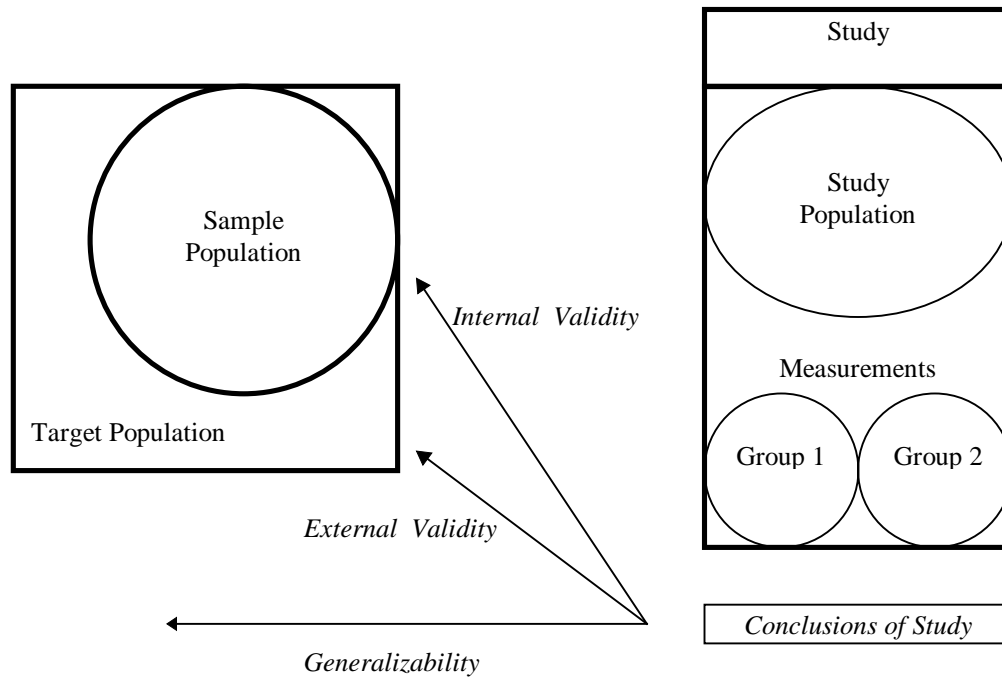 Study
Study
Population
Sample
Population
Internal Validity
Measurements
Target Population
Group 1
Group 2
External Validity
Conclusions of Study
Generalizability